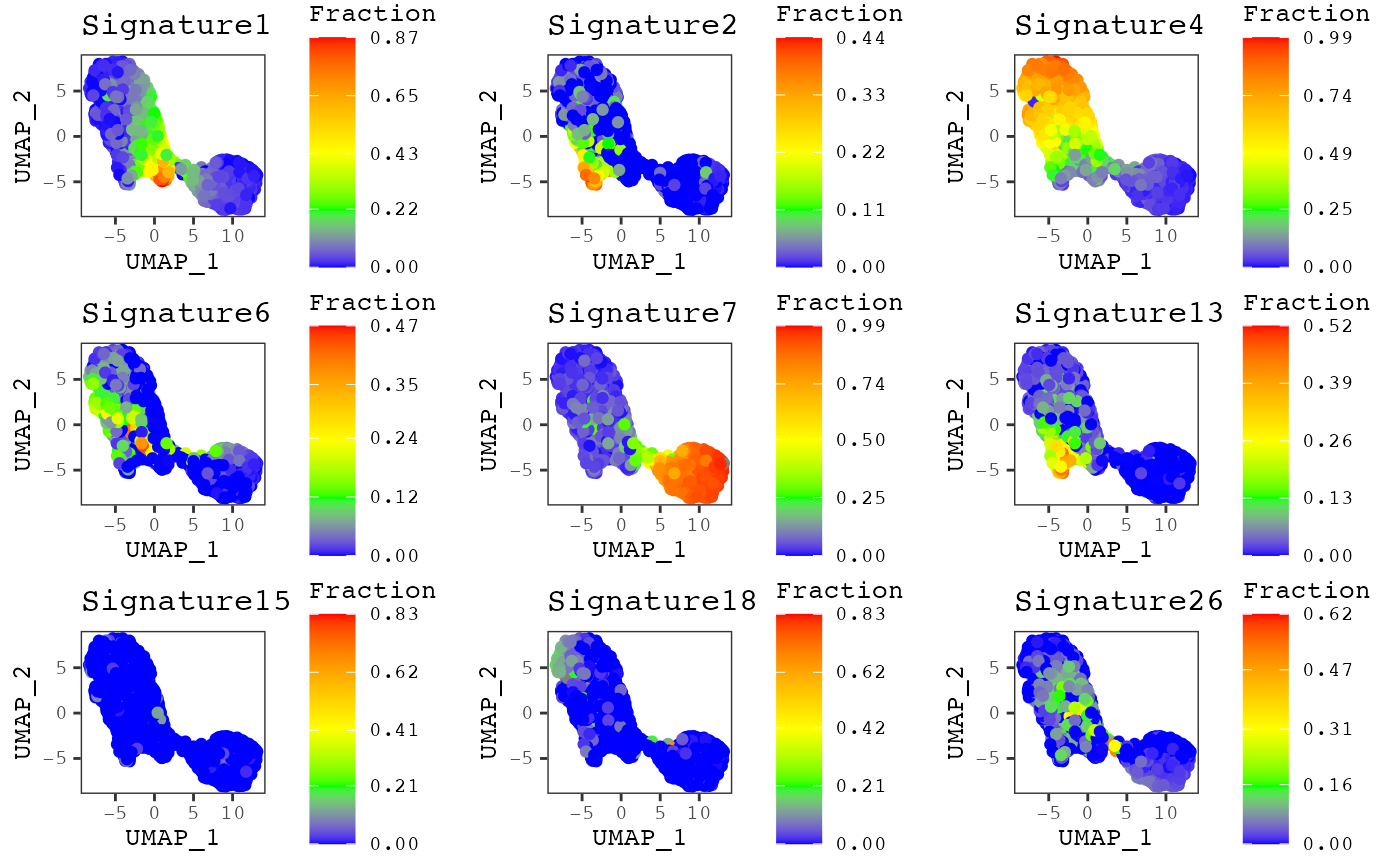 Signature1
Fraction
0.87
0.65
0.43
0.22
0.00
UMAP_2
5
0
−5
−5 0 5 10
UMAP_1
Signature2
Fraction
0.44
0.33
0.22
0.11
0.00
UMAP_2
5
0
−5
−5 0 5 10
UMAP_1
Signature4
Fraction
0.99
0.74
0.49
0.25
0.00
UMAP_2
5
0
−5
−5 0 5 10
UMAP_1
Signature6
Fraction
0.47
0.35
0.24
0.12
0.00
UMAP_2
5
0
−5
−5 0 5 10
UMAP_1
Signature7
Fraction
0.99
0.74
0.50
0.25
0.00
UMAP_2
5
0
−5
−5 0 5 10
UMAP_1
Signature13
Fraction
0.52
0.39
0.26
0.13
0.00
UMAP_2
5
0
−5
−5 0 5 10
UMAP_1
Signature15
Fraction
0.83
0.62
0.41
0.21
0.00
UMAP_2
5
0
−5
−5 0 5 10
UMAP_1
Signature18
Fraction
0.83
0.62
0.42
0.21
0.00
UMAP_2
5
0
−5
−5 0 5 10
UMAP_1
Signature26
Fraction
0.62
0.47
0.31
0.16
0.00
UMAP_2
5
0
−5
−5 0 5 10
UMAP_1